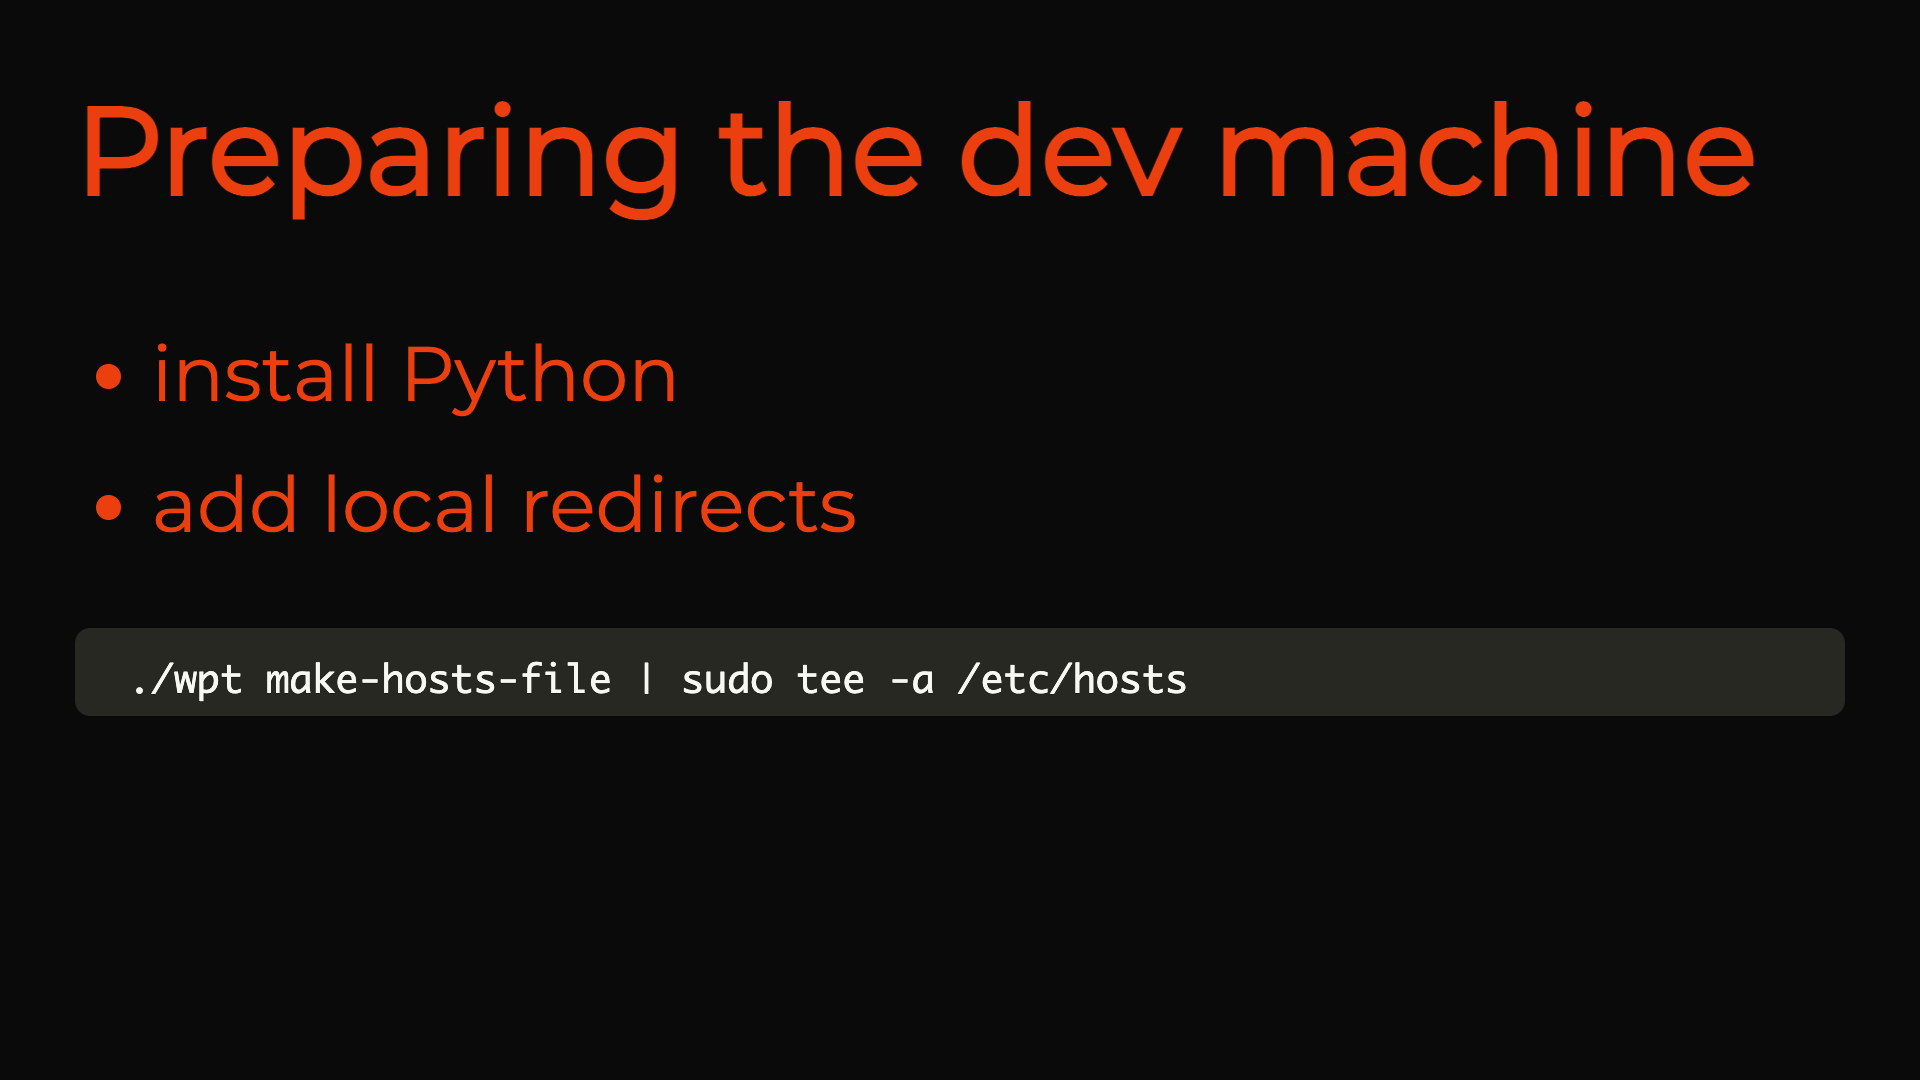 Preparing the dev machine
• install Python
• add local redirects
./wpt make-hosts-file | sudo tee -a /etc/hosts